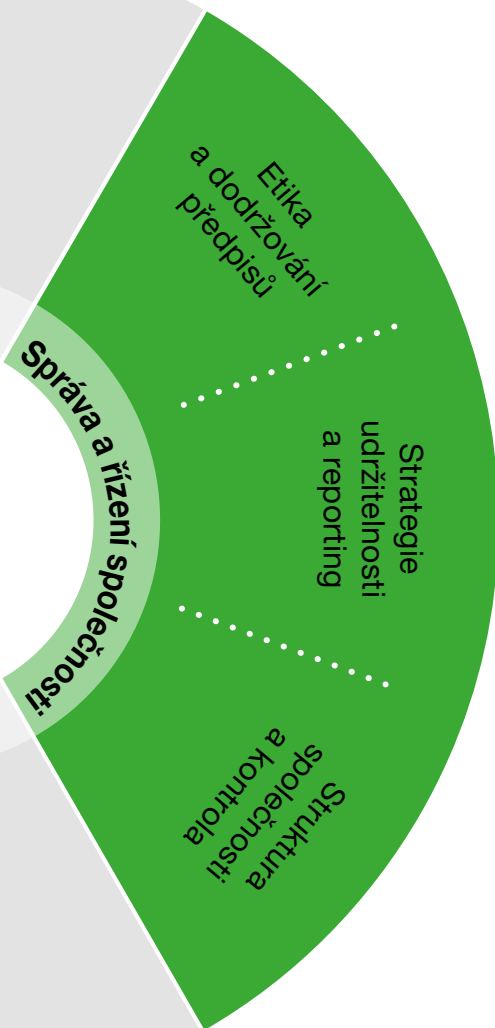 Správa a řízení společnosti
Etika
a dodržování
předpisů
Strategie
udržitelnosti
a reporting
Struktura
společnosti
a kontrola